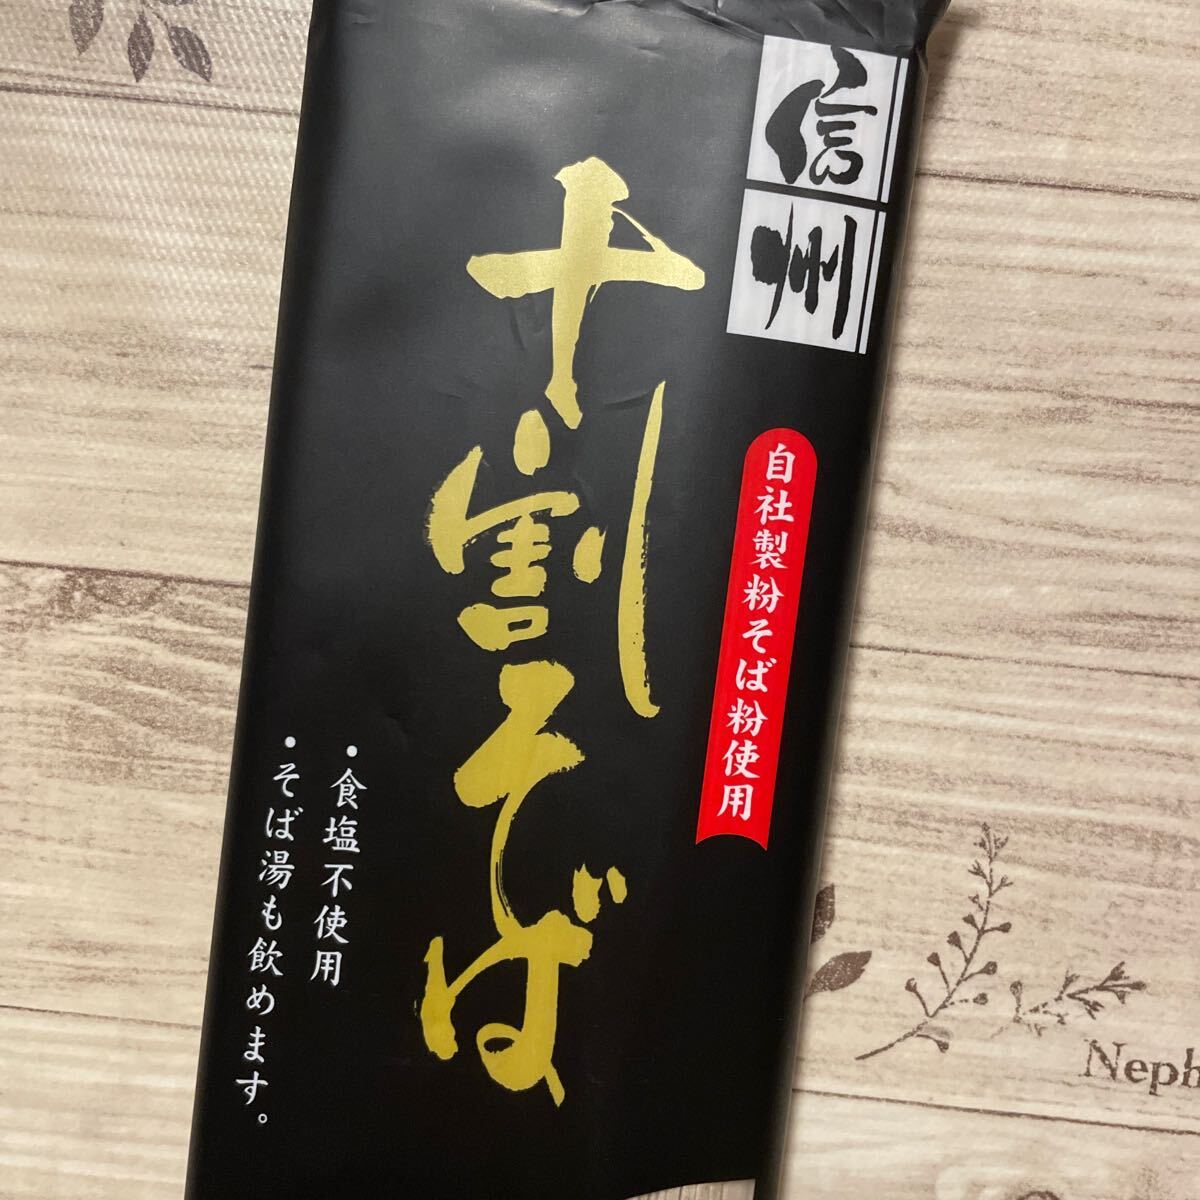 信州
自社製粉そば粉使用
十割そば
・食塩不使用
・そば湯も飲めます。
Neph